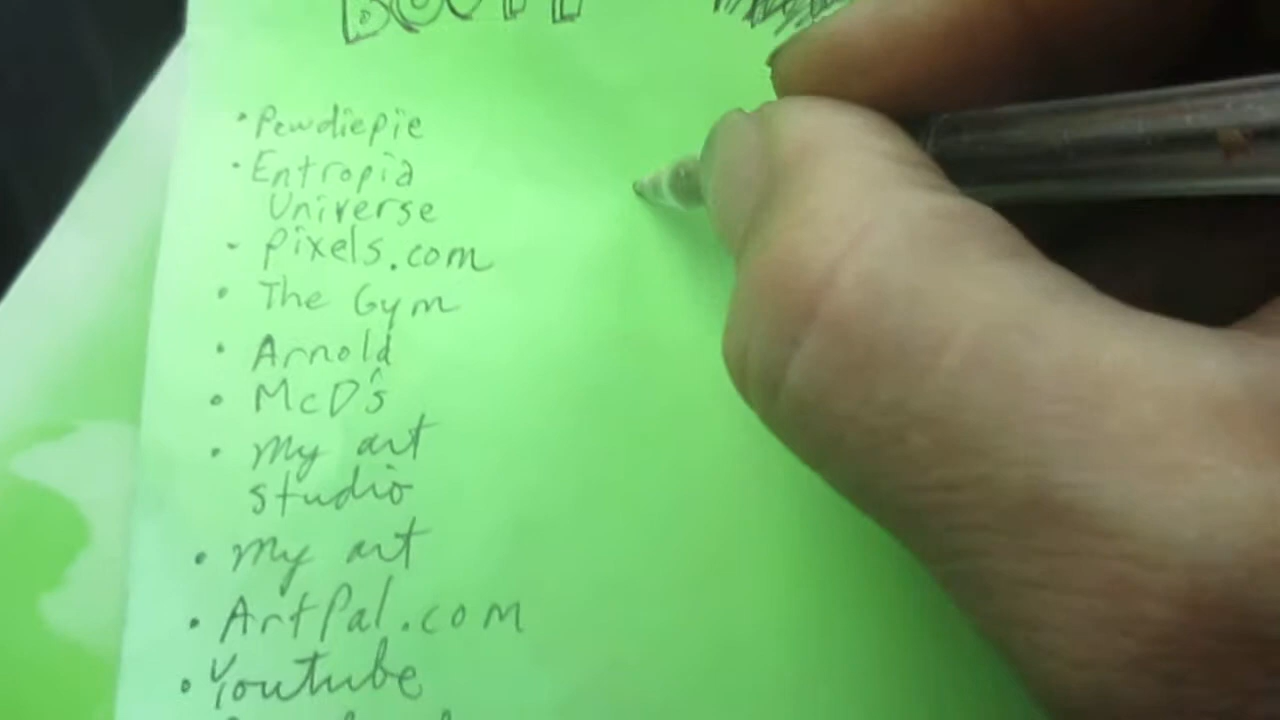 • Pewdiepie
• Entropia
Universe
- Pixels.com
• The Gym
• Arnold
• McD's
• my art
studio
• my art
• ArtPal.com
• Youtube